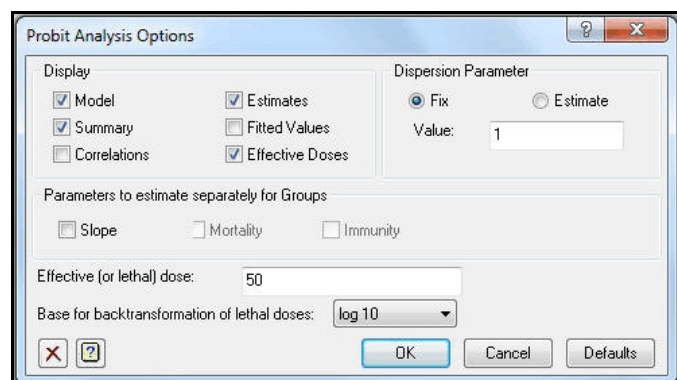 Probit Analysis Options
Display
Model
Estimates
Summary
Fitted Values
Correlations
Effective Doses
Dispersion Parameter
Fix
Estimate
Value: 1
Parameters to estimate separately for Groups
Slope
Mortality
Immunity
Effective (or lethal) dose: 50
Base for backtransformation of lethal doses: log 10
OK
Cancel
Defaults